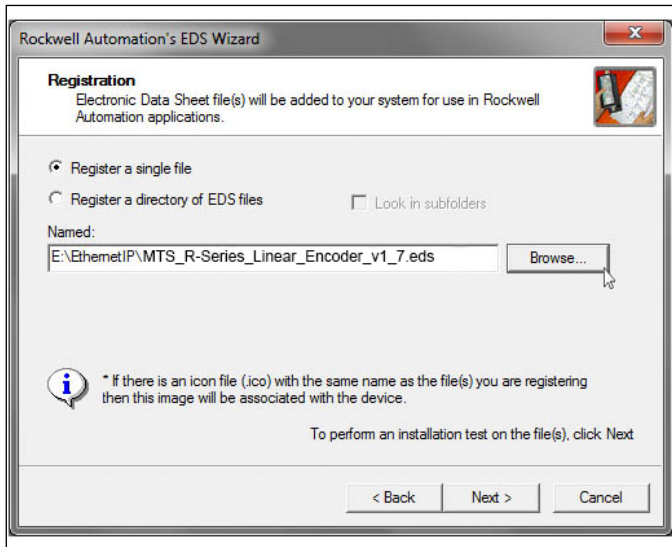 Rockwell Automation's EDS Wizard
Registration
Electronic Data Sheet file(s) will be added to your system for use in Rockwell
Automation applications.
Register a single file
Register a directory of EDS files
Look in subfolders
Named:
E:\EthernetIP\MTS_R-Series_Linear_Encoder_v1_7.eds
Browse...
* If there is an icon file (.ico) with the same name as the file(s) you are registering
then this image will be associated with the device.
To perform an installation test on the file(s), click Next
< Back
Next >
Cancel